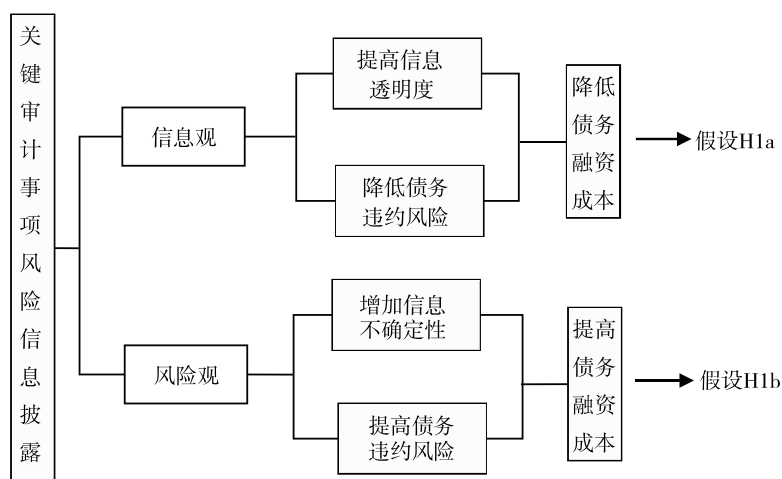 关键审计事项风险信息披露
信息观
提高信息
透明度
降低债务
违约风险
降低
债务
融资
成本
假设H1a
风险观
增加信息
不确定性
提高债务
违约风险
提高
债务
融资
成本
假设H1b